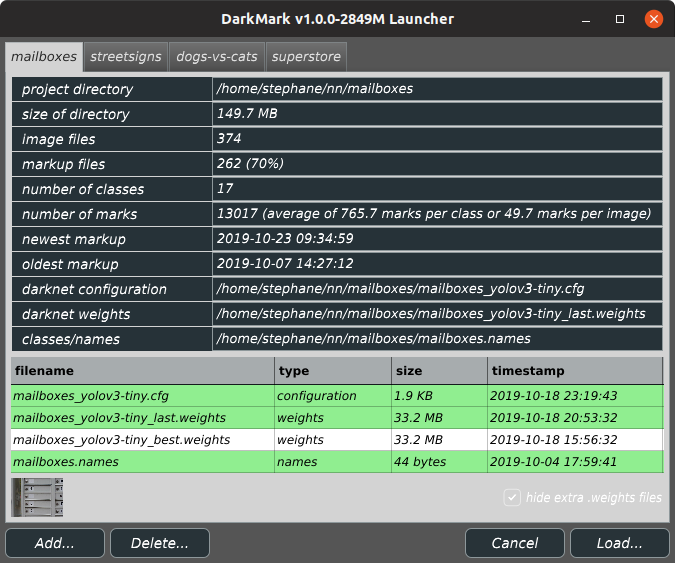 DarkMark v1.0.0-2849M Launcher
mailboxes streetsigns dogs-vs-cats superstore
project directory /home/stephane/nn/mailboxes
size of directory 149.7 MB
image files 374
markup files 262 (70%)
number of classes 17
number of marks 13017 (average of 765.7 marks per class or 49.7 marks per image)
newest markup 2019-10-23 09:34:59
oldest markup 2019-10-07 14:27:12
darknet configuration /home/stephane/nn/mailboxes/mailboxes_yolov3-tiny.cfg
darknet weights /home/stephane/nn/mailboxes/mailboxes_yolov3-tiny_last.weights
classes/names /home/stephane/nn/mailboxes/mailboxes.names
filename type size timestamp
mailboxes_yolov3-tiny.cfg configuration 1.9 KB 2019-10-18 23:19:43
mailboxes_yolov3-tiny_last.weights weights 33.2 MB 2019-10-18 20:53:32
mailboxes_yolov3-tiny_best.weights weights 33.2 MB 2019-10-18 15:56:32
mailboxes.names names 44 bytes 2019-10-04 17:59:41
hide extra .weights files
Add... Delete... Cancel Load...